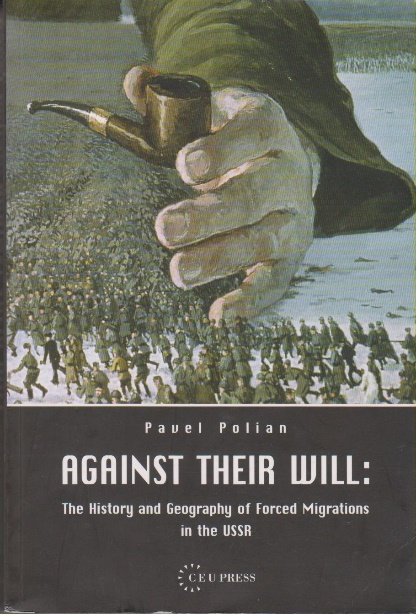 Pavel Polian
AGAINST THEIR WILL:
The History and Geography of Forced Migrations
in the USSR
CEU PRESS